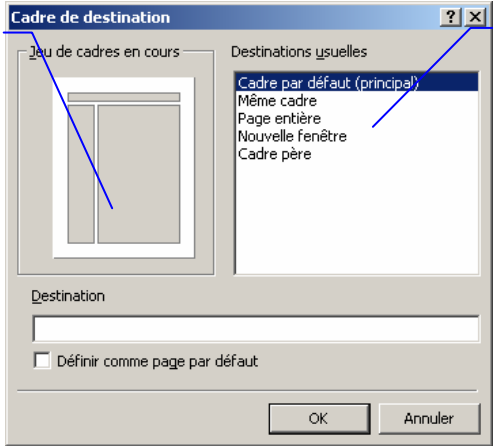 Cadre de destination
Jeu de cadres en cours
Destinations usuelles
Cadre par défaut (principal)
Même cadre
Page entière
Nouvelle fenêtre
Cadre père
Destination
Définir comme page par défaut
OK
Annuler